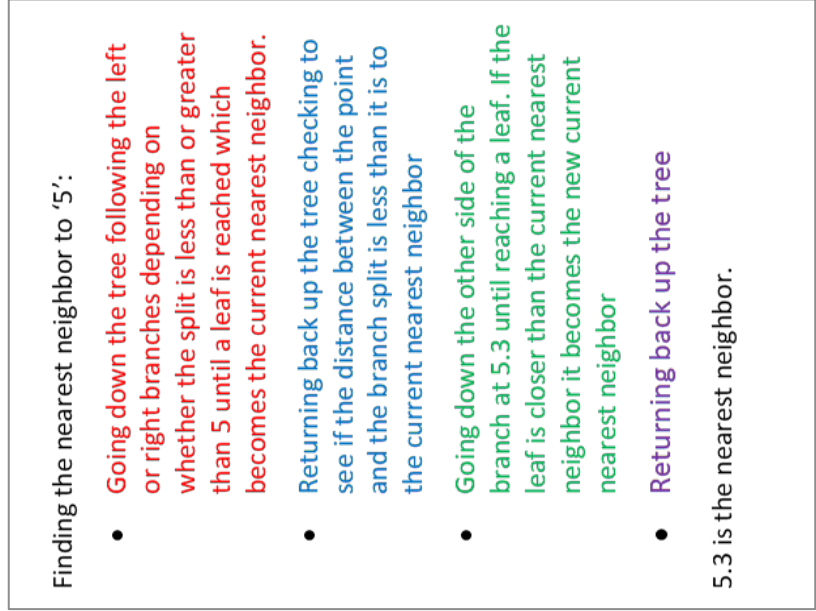 Finding the nearest neighbor to ‘5’:
• Going down the tree following the left
or right branches depending on
whether the split is less than or greater
than 5 until a leaf is reached which
becomes the current nearest neighbor.
• Returning back up the tree checking to
see if the distance between the point
and the branch split is less than it is to
the current nearest neighbor
• Going down the other side of the
branch at 5.3 until reaching a leaf. If the
leaf is closer than the current nearest
neighbor it becomes the new current
nearest neighbor
• Returning back up the tree
5.3 is the nearest neighbor.